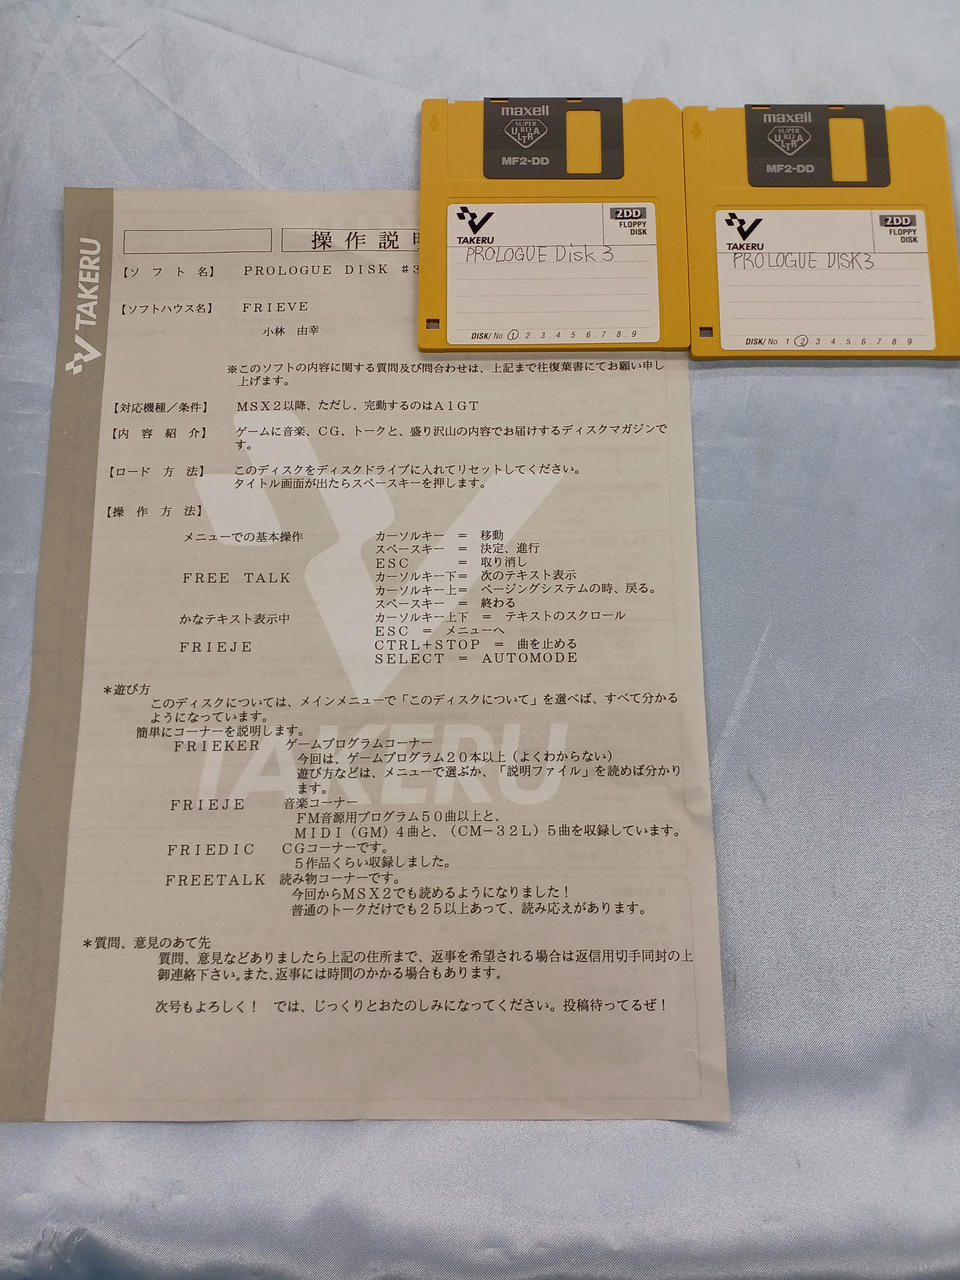 maxell
SUPER
URDA
ULTRA
MF2-DD
TAKERU
2DD
FLOPPY
DISK
PROLOGUE Disk 3
DISK/ No. 1 . 2 . 3 . 4 . 5 . 6 . 7 . 8 . 9
maxell
SUPER
URDA
ULTRA
MF2-DD
TAKERU
2DD
FLOPPY
DISK
PROLOGUE DISK3
DISK/ No. 1 2 . 3 . 4 . 5 . 6 . 7 . 8 . 9
TAKERU
操作説
【ソフト名】 PROLOGUE DISK #3
【ソフトハウス名】 FRIEVE
小林 由幸
※このソフトの内容に関する質問及び問合わせは、上記まで往復葉書にてお願い申し
上げます。
【対応機種/条件】 MSX2以降、ただし、完動するのはA1GT
【内容紹介】 ゲームに音楽、CG、トークと、盛り沢山の内容でお届けするディスクマガジンで
す。
【ロード方法】 このディスクをディスクドライブに入れてリセットしてください。
タイトル画面が出たらスペースキーを押します。
【操作方法】
メニューでの基本操作 カーソルキー = 移動
スペースキー = 決定、進行
ESC = 取り消し
FREE TALK カーソルキー下= 次のテキスト表示
カーソルキー上= ページングシステムの時、戻る。
スペースキー = 終わる
かなテキスト表示中 カーソルキー上下 = テキストのスクロール
ESC = メニューへ
FRIEJE CTRL+STOP = 曲を止める
SELECT = AUTOMODE
*遊び方
このディスクについては、メインメニューで「このディスクについて」を選べば、すべて分かる
ようになっています。
簡単にコーナーを説明します。
FRIEKER ゲームプログラムコーナー
今回は、ゲームプログラム20本以上(よくわからない)
遊び方などは、メニューで選ぶか、「説明ファイル」を読めば分かり
ます。
FRIEJE 音楽コーナー
FM音源用プログラム50曲以上と、
MIDI(GM)4曲と、(CM-32L)5曲を収録しています。
FRIEDIC CGコーナーです。
5作品くらい収録しました。
FREETALK 読み物コーナーです。
今回からMSX2でも読めるようになりました!
普通のトークだけでも25以上あって、読み応えがあります。
*質問、意見のあて先
質問、意見などありましたら上記の住所まで、返事を希望される場合は返信用切手同封の上
御連絡下さい。また、返事には時間のかかる場合もあります。
次号もよろしく! では、じっくりとおたのしみになってください。投稿待ってるぜ!
TAKERU